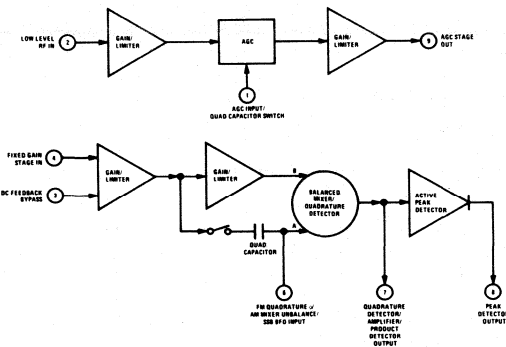 LOW LEVEL
RF IN
2
GAIN/
LIMITER
AGC
GAIN/
LIMITER
9
AGC STAGE
OUT
1
AGC INPUT/
QUAD CAPACITOR SWITCH
FIXED GAIN
STAGE IN
4
DC FEEDBACK
BYPASS
3
GAIN/
LIMITER
GAIN/
LIMITER
B
BALANCED
MIXER/
QUADRATURE
DETECTOR
A
ACTIVE
PEAK
DETECTOR
QUAD
CAPACITOR
6
FM QUADRATURE or
AM MIXER UNBALANCE/
SSB BFO INPUT
7
QUADRATURE
DETECTOR/
AMPLIFIER/
PRODUCT
DETECTOR
OUTPUT
8
PEAK
DETECTOR
OUTPUT